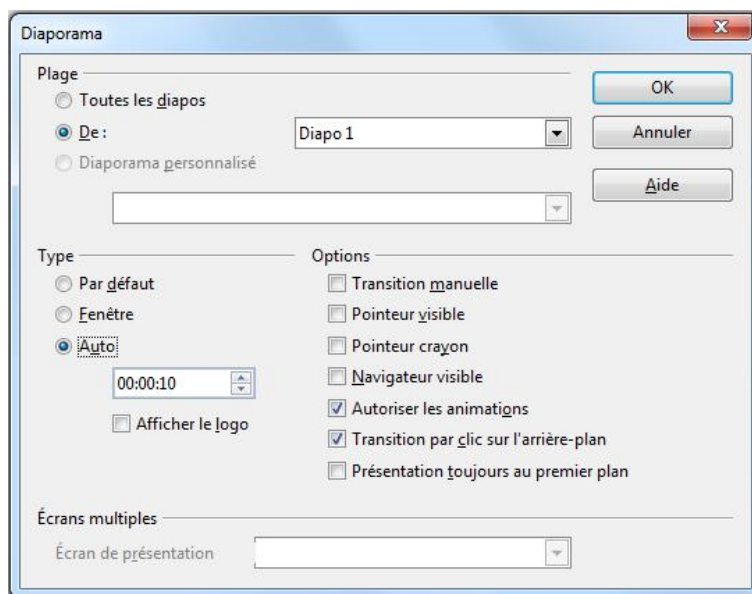 Diaporama
Plage
Toutes les diapos
De :
Diapo 1
Diaporama personnalisé
OK
Annuler
Aide
Type
Par défaut
Fenêtre
Auto
00:00:10
Afficher le logo
Options
Transition manuelle
Pointeur visible
Pointeur crayon
Navigateur visible
Autoriser les animations
Transition par clic sur l'arrière-plan
Présentation toujours au premier plan
Écrans multiples
Écran de présentation